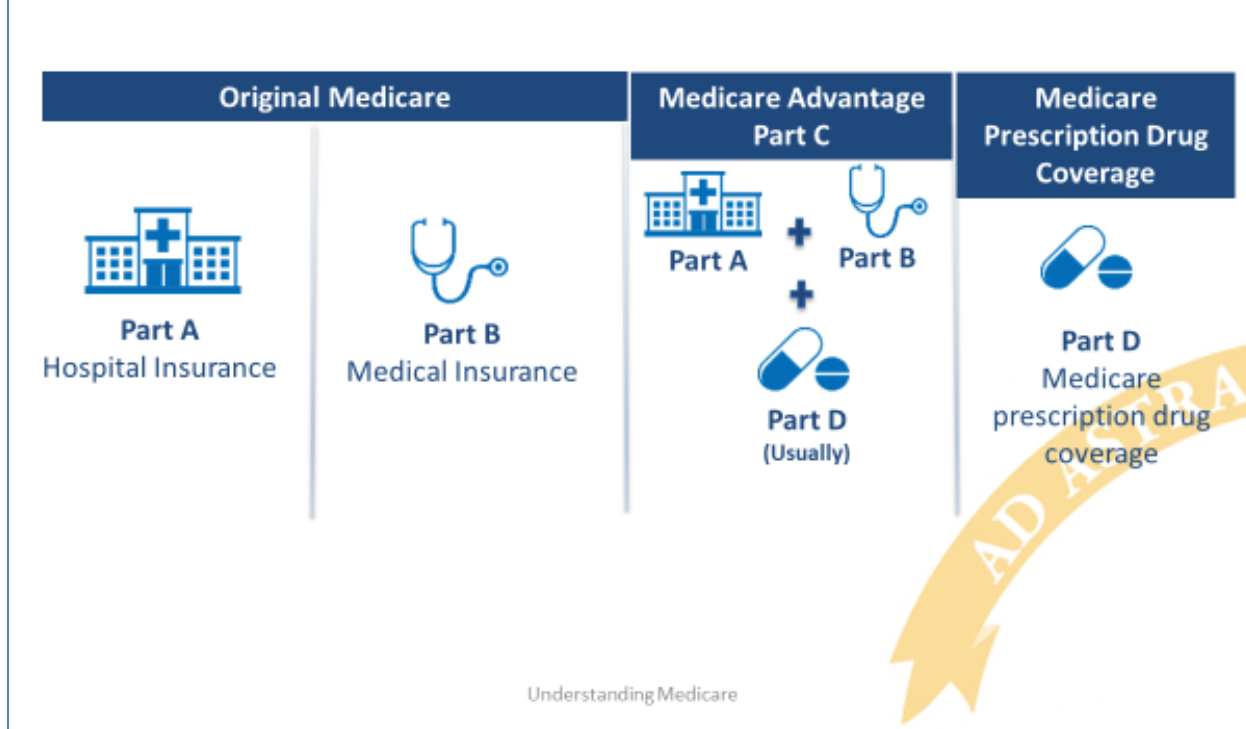 Original Medicare
Part A
Hospital Insurance
Part B
Medical Insurance
Medicare Advantage
Part C
Part A
Part B
Part D
(Usually)
Medicare
Prescription Drug
Coverage
Part D
Medicare
prescription drug
coverage
AD ASTRA
Understanding Medicare